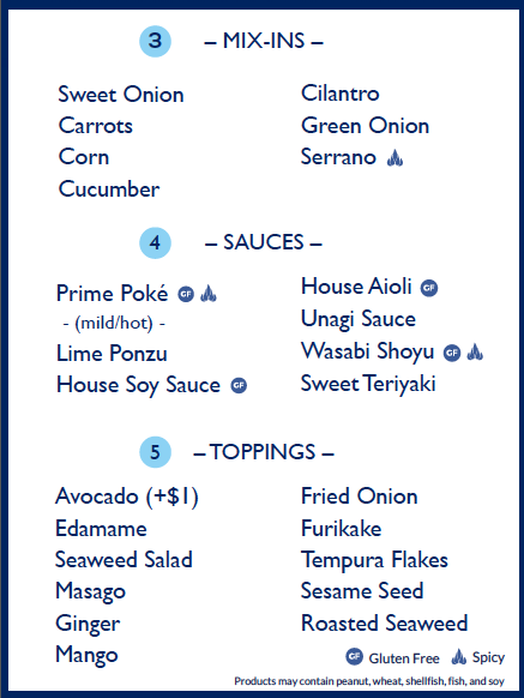 3 – MIX-INS –
Sweet Onion
Carrots
Corn
Cucumber
Cilantro
Green Onion
Serrano
4 – SAUCES –
Prime Poké GF
- (mild/hot) -
Lime Ponzu
House Soy Sauce GF
House Aioli GF
Unagi Sauce
Wasabi Shoyu GF
Sweet Teriyaki
5 – TOPPINGS –
Avocado (+$1)
Edamame
Seaweed Salad
Masago
Ginger
Mango
Fried Onion
Furikake
Tempura Flakes
Sesame Seed
Roasted Seaweed
GF Gluten Free Spicy
Products may contain peanut, wheat, shellfish, fish, and soy